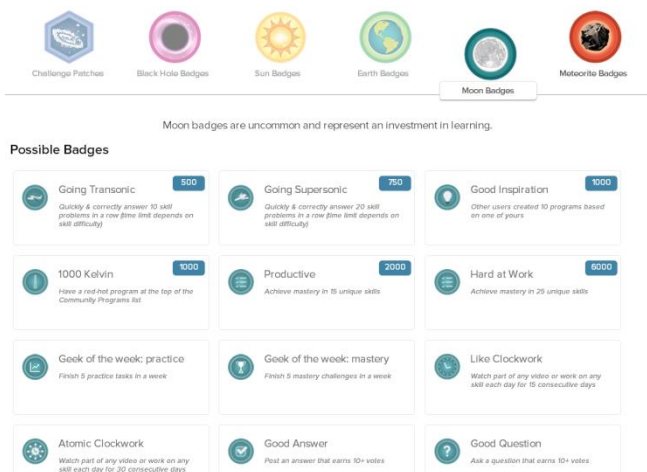 Challenge Patches
Black Hole Badges
Sun Badges
Earth Badges
Moon Badges
Meteorite Badges
Moon badges are uncommon and represent an investment in learning.
Possible Badges
500
Going Transonic
Quickly & correctly answer 10 skill
problems in a row (time limit depends on
skill difficulty)
750
Going Supersonic
Quickly & correctly answer 20 skill
problems in a row (time limit depends on
skill difficulty)
1000
Good Inspiration
Other users created 10 programs based
on one of yours
1000
1000 Kelvin
Have a red-hot program at the top of the
Community Programs list
2000
Productive
Achieve mastery in 15 unique skills
6000
Hard at Work
Achieve mastery in 25 unique skills
Geek of the week: practice
Finish 5 practice tasks in a week
Geek of the week: mastery
Finish 5 mastery challenges in a week
Like Clockwork
Watch part of any video or work on any
skill each day for 15 consecutive days
Atomic Clockwork
Watch part of any video or work on any
skill each day for 30 consecutive days
Good Answer
Post an answer that earns 10+ votes
Good Question
Ask a question that earns 10+ votes